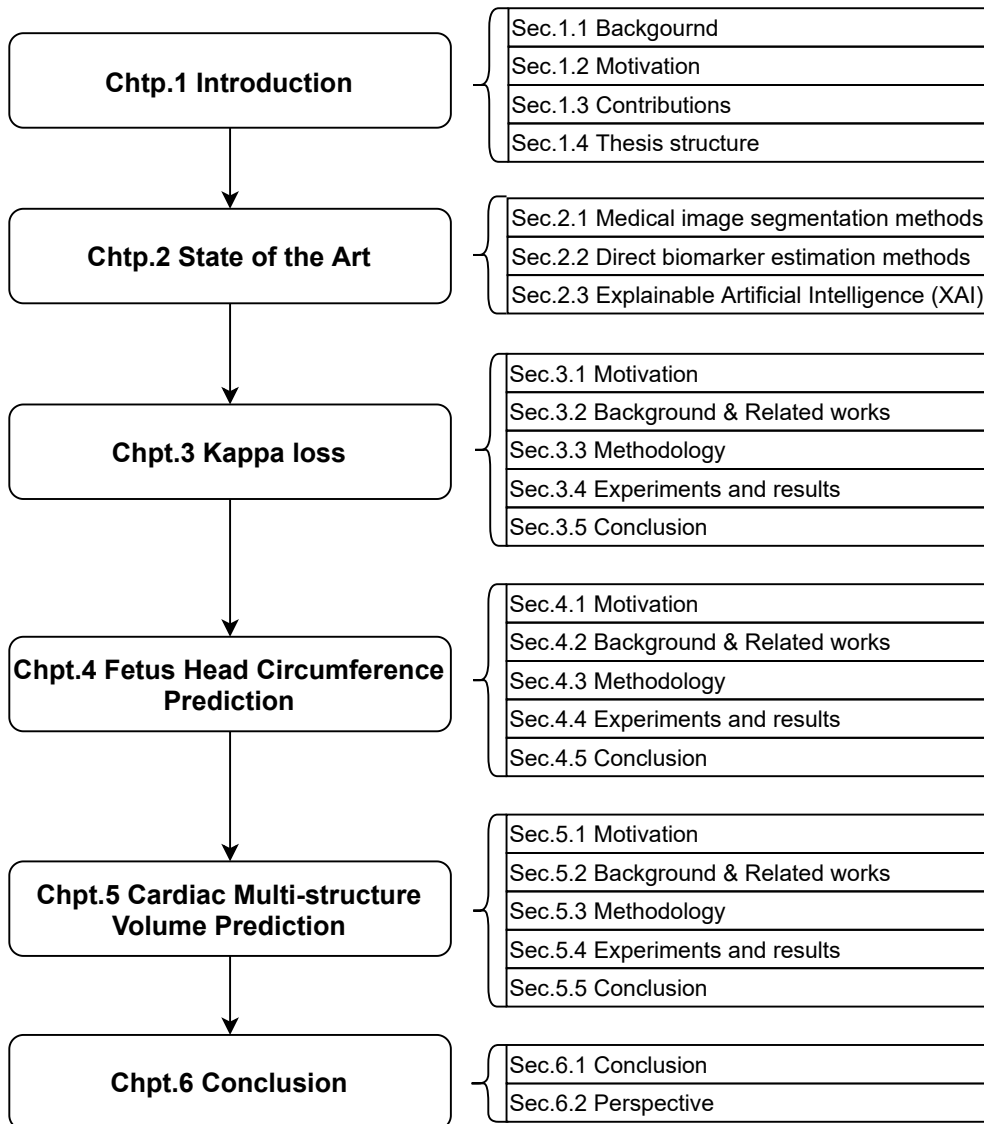 Chtp.1 Introduction
Sec.1.1 Backgournd
Sec.1.2 Motivation
Sec.1.3 Contributions
Sec.1.4 Thesis structure
Chtp.2 State of the Art
Sec.2.1 Medical image segmentation methods
Sec.2.2 Direct biomarker estimation methods
Sec.2.3 Explainable Artificial Intelligence (XAI)
Chpt.3 Kappa loss
Sec.3.1 Motivation
Sec.3.2 Background & Related works
Sec.3.3 Methodology
Sec.3.4 Experiments and results
Sec.3.5 Conclusion
Chpt.4 Fetus Head Circumference
Prediction
Sec.4.1 Motivation
Sec.4.2 Background & Related works
Sec.4.3 Methodology
Sec.4.4 Experiments and results
Sec.4.5 Conclusion
Chpt.5 Cardiac Multi-structure
Volume Prediction
Sec.5.1 Motivation
Sec.5.2 Background & Related works
Sec.5.3 Methodology
Sec.5.4 Experiments and results
Sec.5.5 Conclusion
Chpt.6 Conclusion
Sec.6.1 Conclusion
Sec.6.2 Perspective